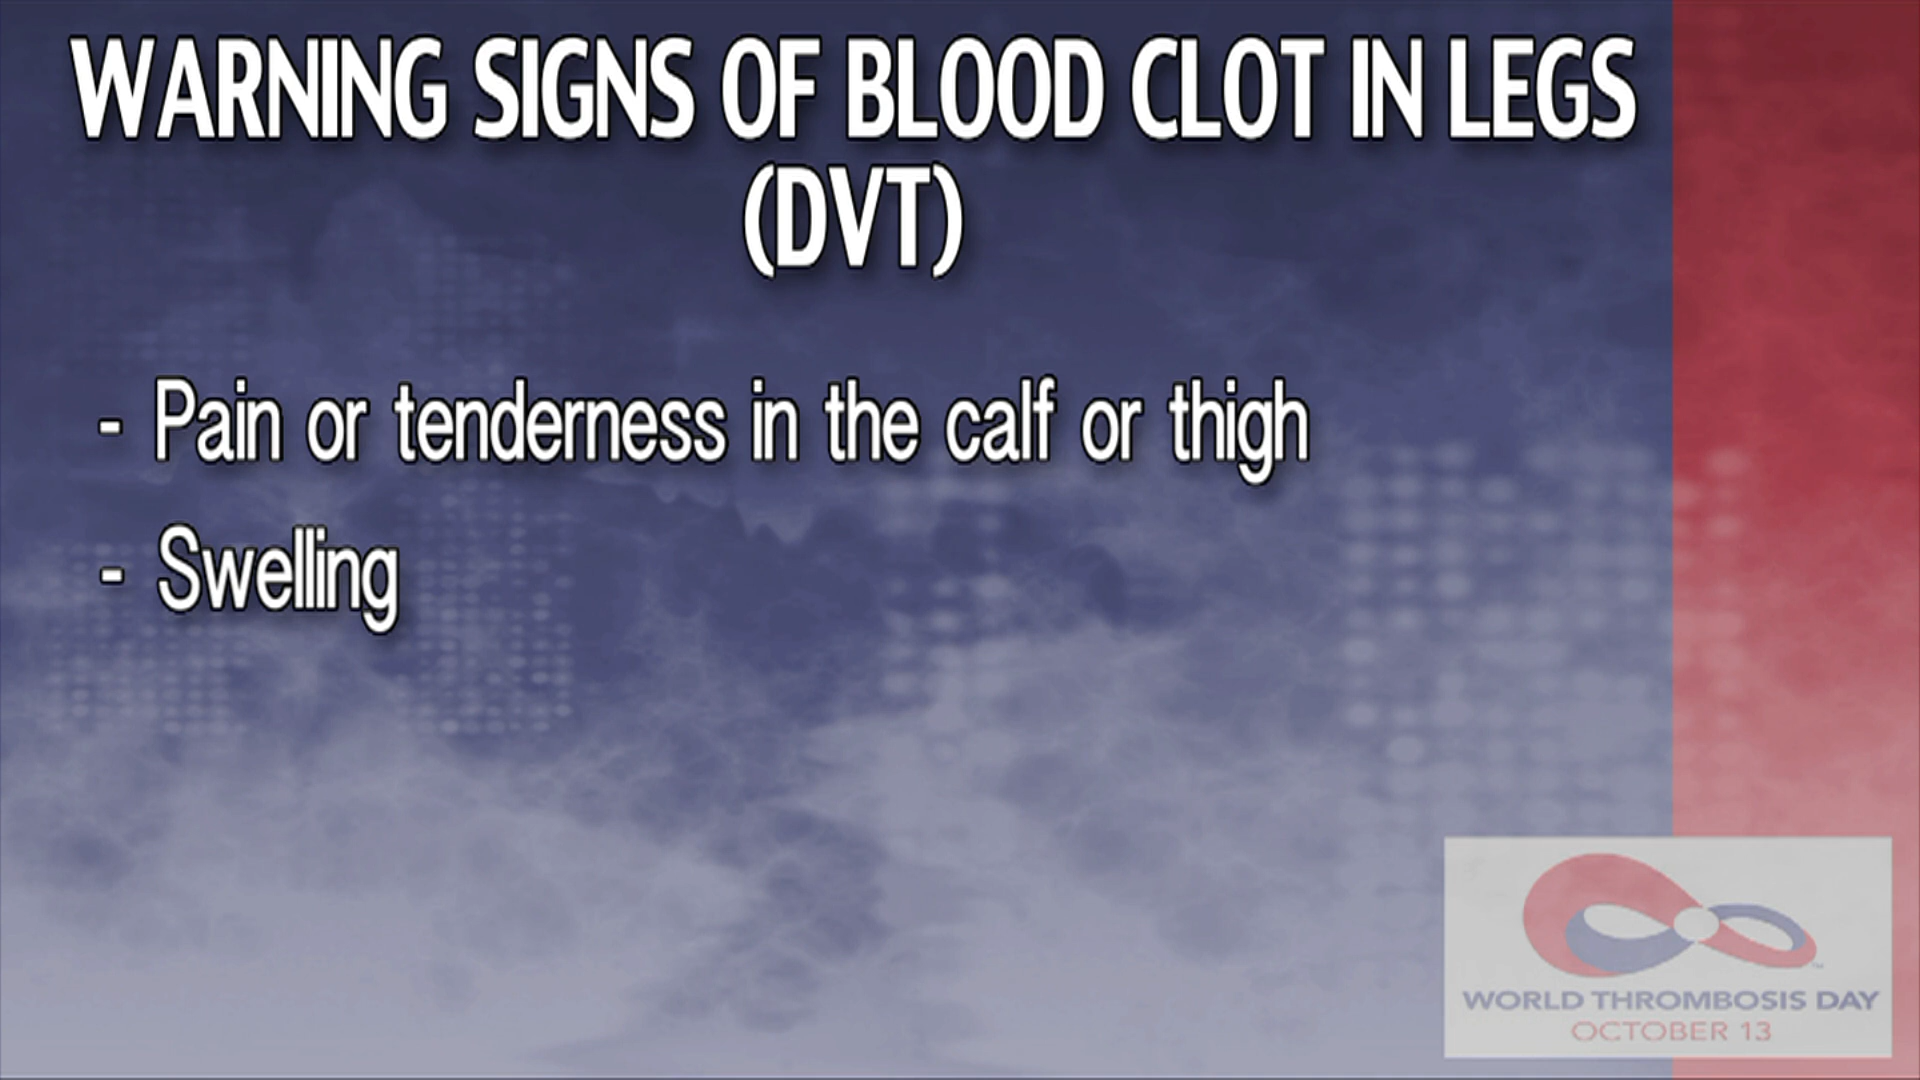 WARNING SIGNS OF BLOOD CLOT IN LEGS
(DVT)
- Pain or tenderness in the calf or thigh
- Swelling
WORLD THROMBOSIS DAY
OCTOBER 13